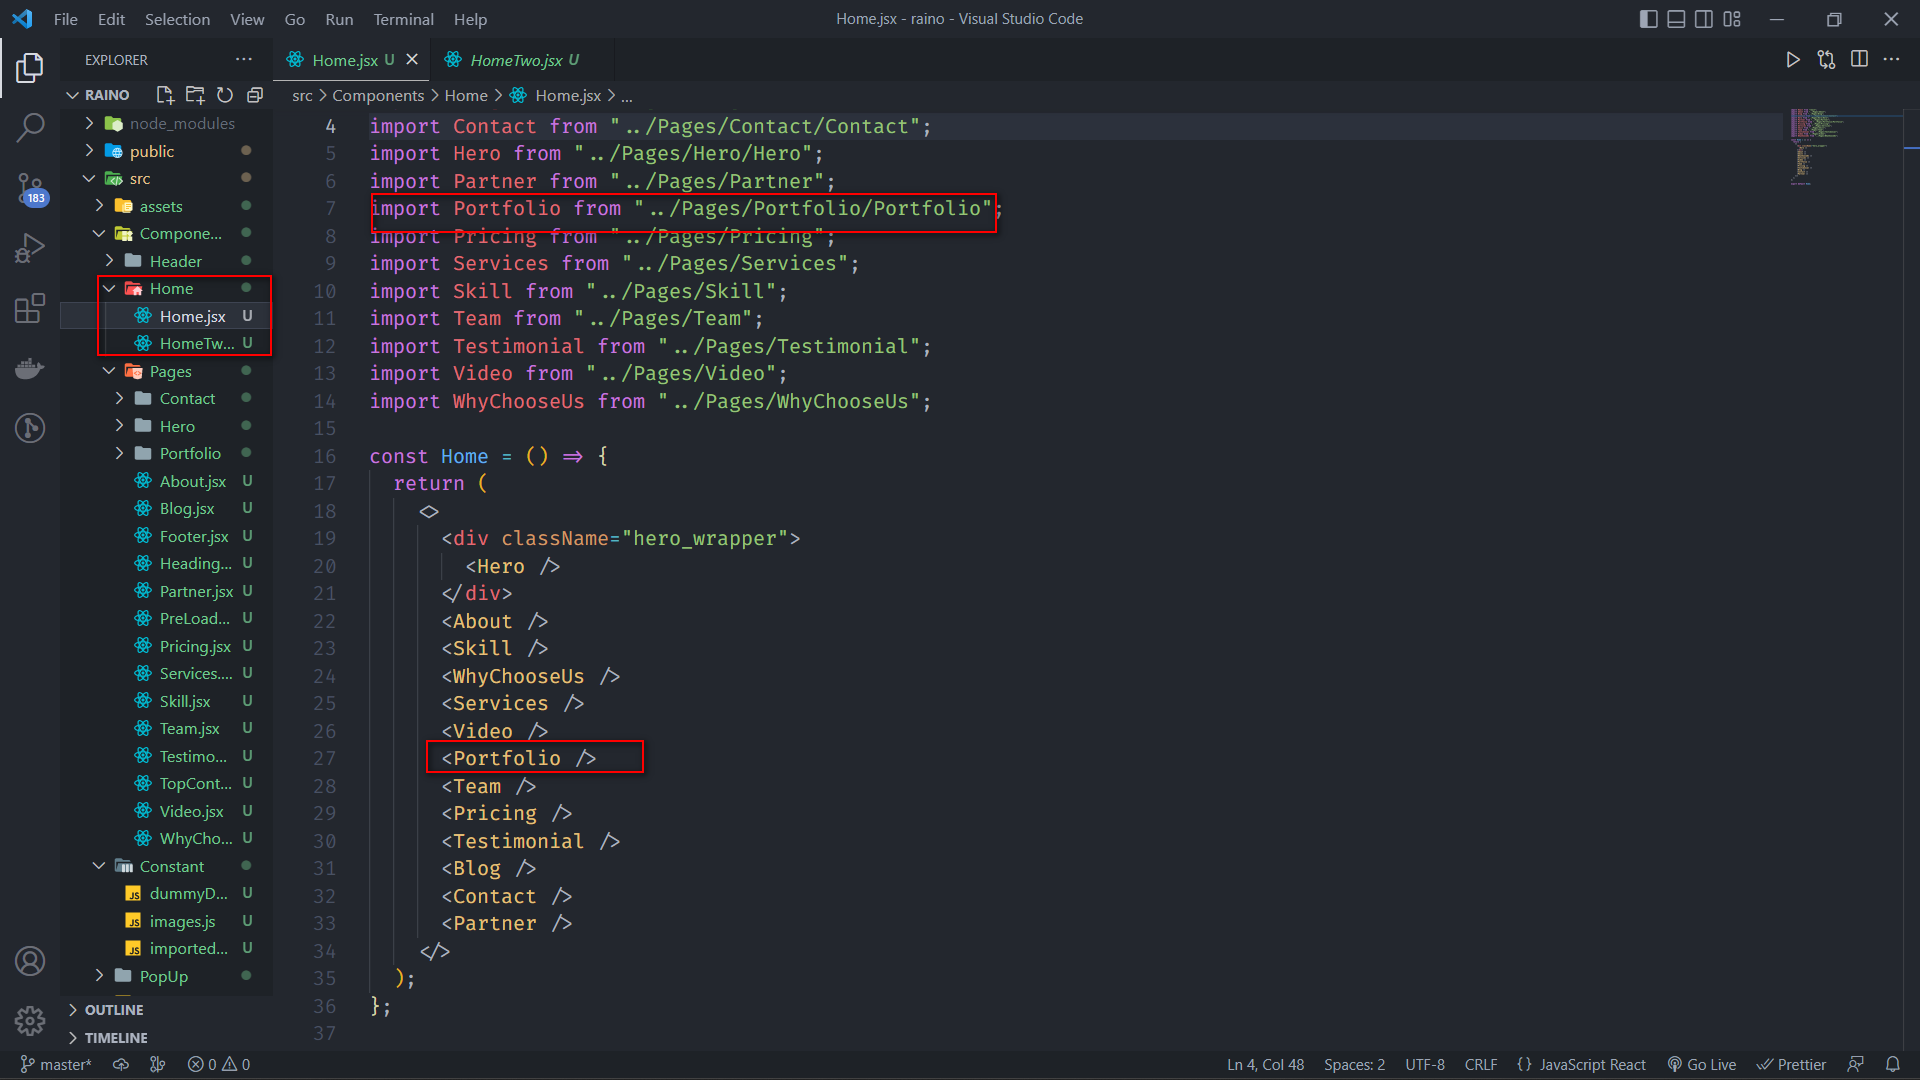 File Edit Selection View Go Run Terminal Help
Home.jsx - raino - Visual Studio Code
EXPLORER
RAINO
node_modules
public
src
assets
Compone...
Header
Home
Home.jsx U
HomeTw... U
Pages
Contact
Hero
Portfolio
About.jsx U
Blog.jsx U
Footer.jsx U
Heading... U
Partner.jsx U
PreLoad... U
Pricing.jsx U
Services.... U
Skill.jsx U
Team.jsx U
Testimo... U
TopCont... U
Video.jsx U
WhyCho... U
Constant
dummyD... U
images.js U
imported... U
PopUp
OUTLINE
TIMELINE
183
Home.jsx U
HomeTwo.jsx U
src > Components > Home > Home.jsx > ...
4 import Contact from "../Pages/Contact/Contact";
5 import Hero from "../Pages/Hero/Hero";
6 import Partner from "../Pages/Partner";
7 import Portfolio from "../Pages/Portfolio/Portfolio";
8 import Pricing from "../Pages/Pricing";
9 import Services from "../Pages/Services";
10 import Skill from "../Pages/Skill";
11 import Team from "../Pages/Team";
12 import Testimonial from "../Pages/Testimonial";
13 import Video from "../Pages/Video";
14 import WhyChooseUs from "../Pages/WhyChooseUs";
15
16 const Home = () => {
17 return (
18 <>
19 <div className="hero_wrapper">
20 <Hero />
21 </div>
22 <About />
23 <Skill />
24 <WhyChooseUs />
25 <Services />
26 <Video />
27 <Portfolio />
28 <Team />
29 <Pricing />
30 <Testimonial />
31 <Blog />
32 <Contact />
33 <Partner />
34 </>
35 );
36 };
37
master* 0 0
Ln 4, Col 48 Spaces: 2 UTF-8 CRLF {} JavaScript React Go Live Prettier